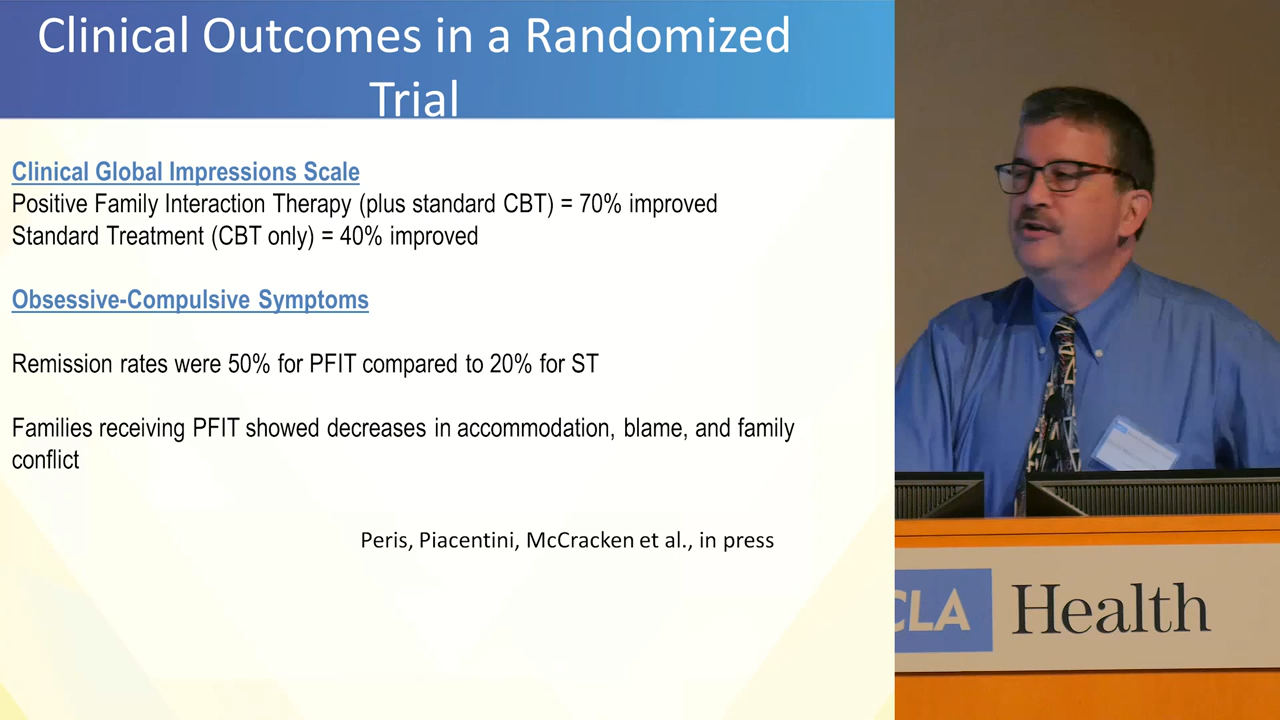 Clinical Outcomes in a Randomized
Trial
Clinical Global Impressions Scale
Positive Family Interaction Therapy (plus standard CBT) = 70% improved
Standard Treatment (CBT only) = 40% improved
Obsessive-Compulsive Symptoms
Remission rates were 50% for PFIT compared to 20% for ST
Families receiving PFIT showed decreases in accommodation, blame, and family
conflict
Peris, Piacentini, McCracken et al., in press
CLA Health